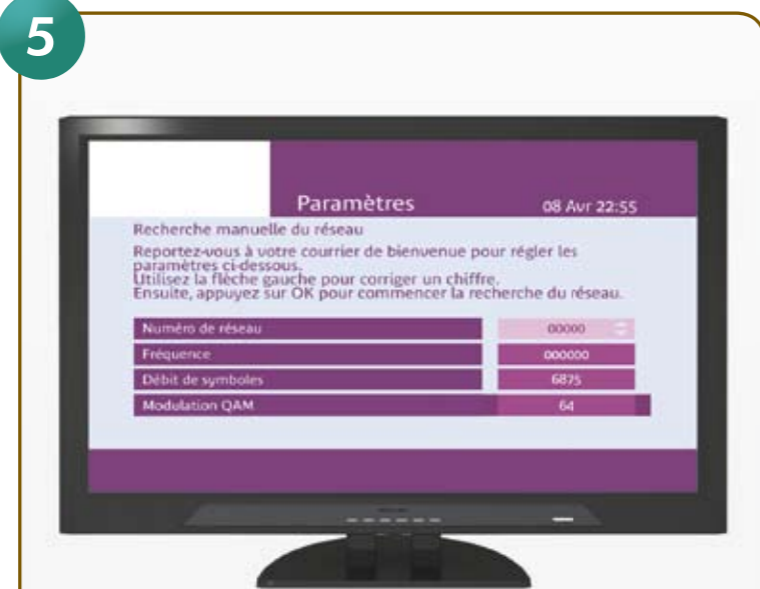 5
Paramètres 08 Avr 22:55
Recherche manuelle du réseau
Reportez-vous à votre courrier de bienvenue pour régler les
paramètres ci-dessous.
Utilisez la flèche gauche pour corriger un chiffre.
Ensuite, appuyez sur OK pour commencer la recherche du réseau.
Numéro de réseau 00000
Fréquence 000000
Débit de symboles 6875
Modulation QAM 64